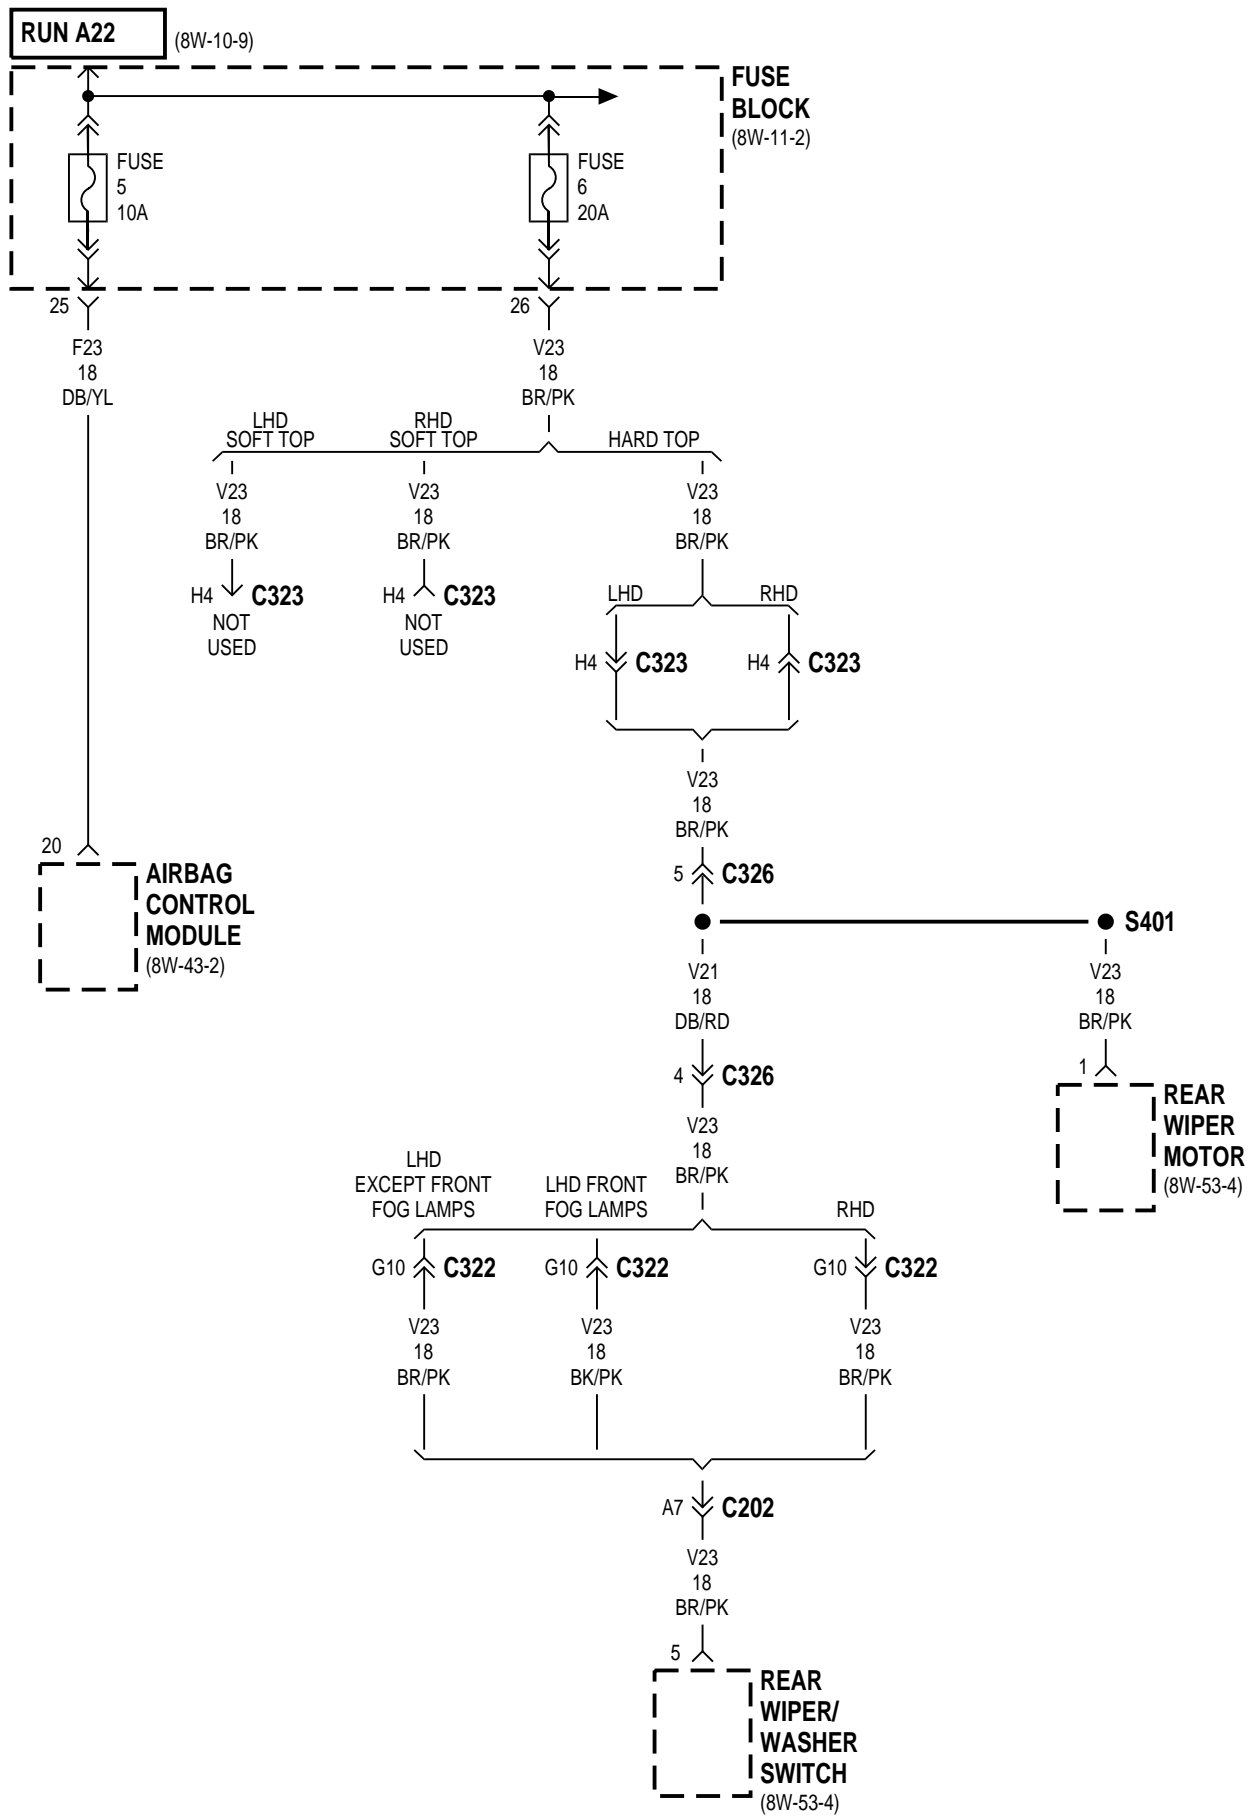 RUN A22
(8W-10-9)
FUSE
BLOCK
(8W-11-2)
FUSE
5
10A
FUSE
6
20A
25
26
F23
18
DB/YL
V23
18
BR/PK
LHD
SOFT TOP
RHD
SOFT TOP
HARD TOP
V23
18
BR/PK
V23
18
BR/PK
V23
18
BR/PK
H4
C323
NOT
USED
H4
C323
NOT
USED
LHD
RHD
H4
C323
H4
C323
V23
18
BR/PK
20
AIRBAG
CONTROL
MODULE
(8W-43-2)
5
C326
S401
V21
18
DB/RD
V23
18
BR/PK
4
C326
1
REAR
WIPER
MOTOR
(8W-53-4)
V23
18
BR/PK
LHD
EXCEPT FRONT
FOG LAMPS
LHD FRONT
FOG LAMPS
RHD
G10
C322
G10
C322
G10
C322
V23
18
BR/PK
V23
18
BK/PK
V23
18
BR/PK
A7
C202
V23
18
BR/PK
5
REAR
WIPER/
WASHER
SWITCH
(8W-53-4)